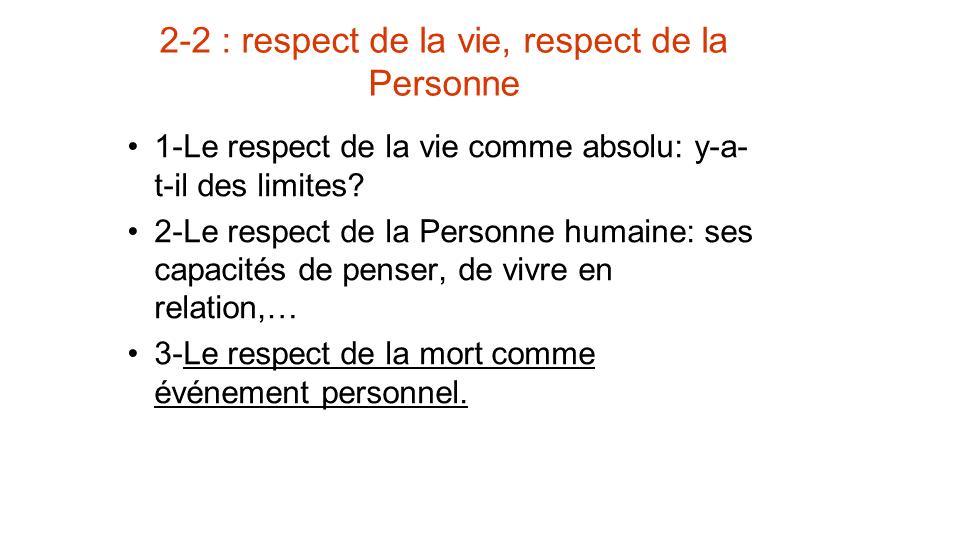 2-2 : respect de la vie, respect de la
Personne
• 1-Le respect de la vie comme absolu: y-a-
t-il des limites?
• 2-Le respect de la Personne humaine: ses
capacités de penser, de vivre en
relation,…
• 3-Le respect de la mort comme
événement personnel.